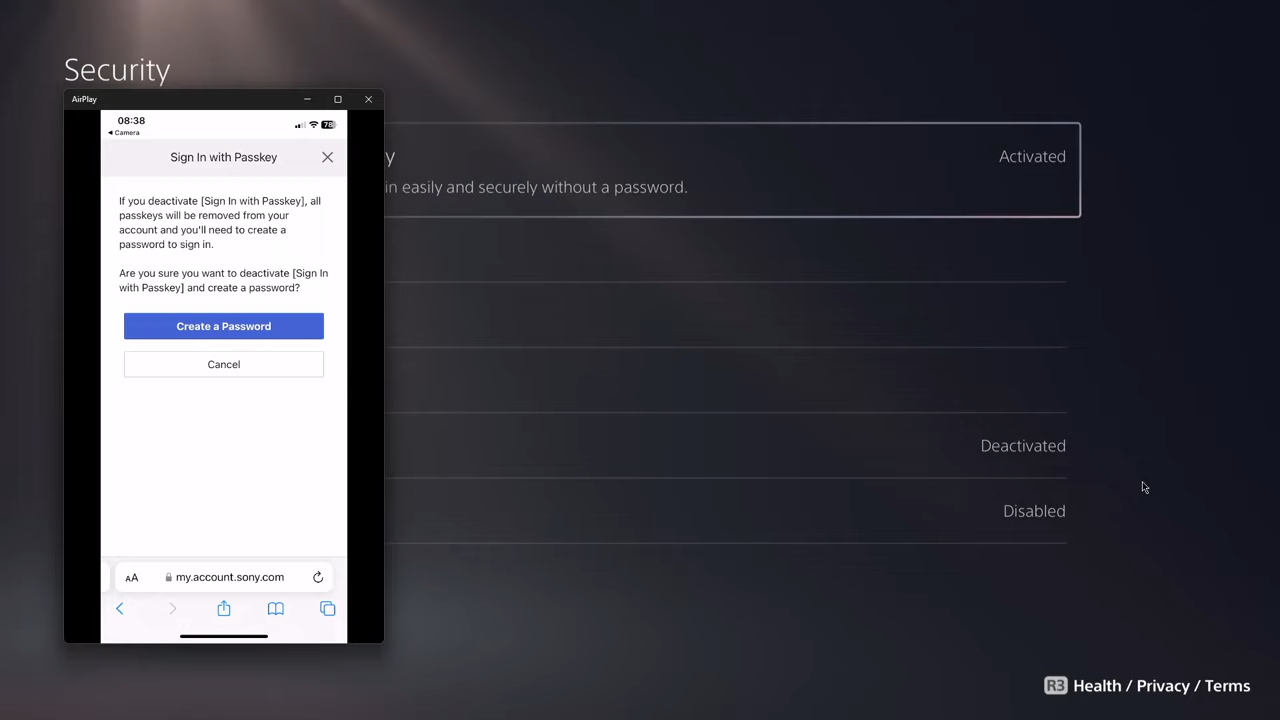 Security
AirPlay
08:38
78
Camera
Sign In with Passkey
y
Activated
in easily and securely without a password.
If you deactivate [Sign In with Passkey], all
passkeys will be removed from your
account and you'll need to create a
password to sign in.
Are you sure you want to deactivate [Sign In
with Passkey] and create a password?
Create a Password
Cancel
Deactivated
Disabled
AA my.account.sony.com
R3 Health / Privacy / Terms